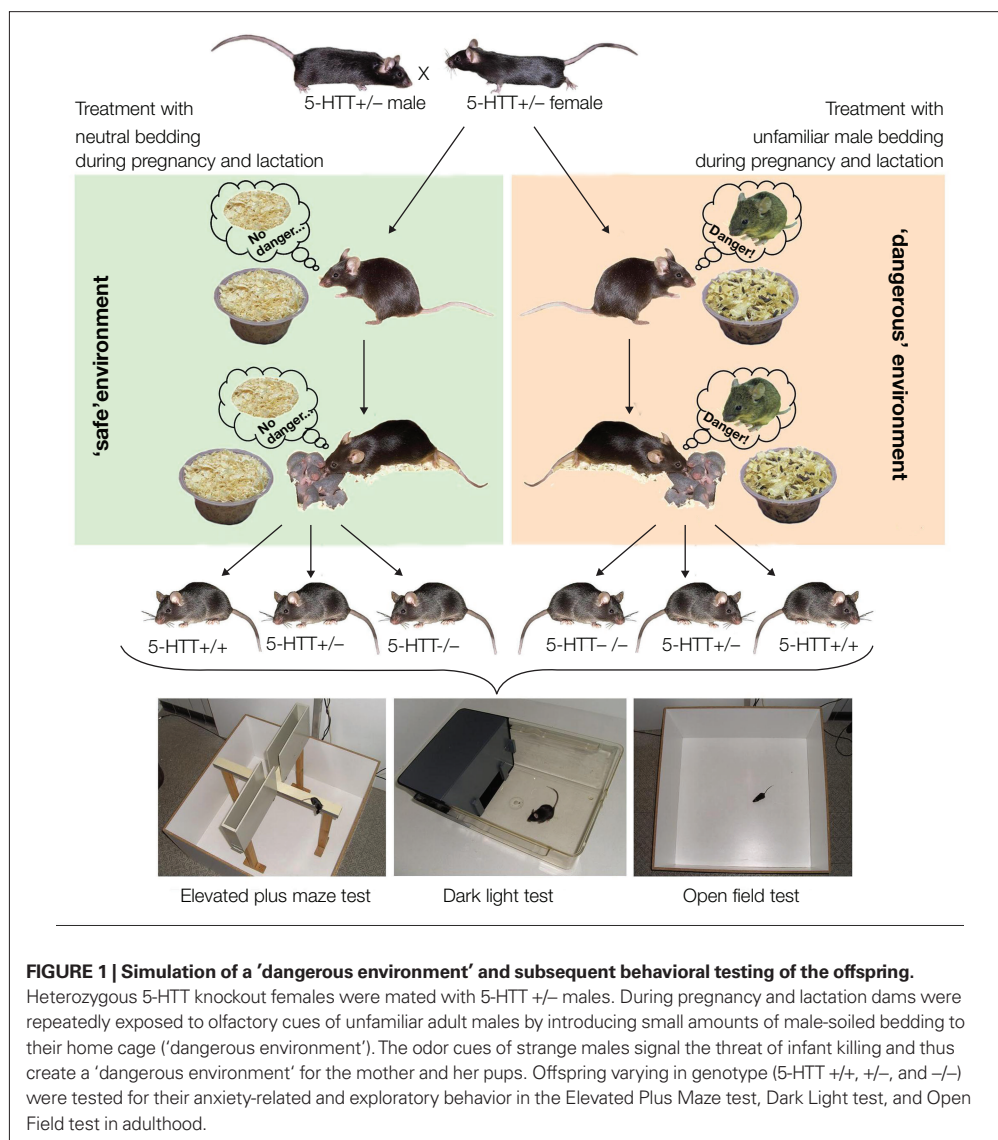 5-HTT+/– male
X
5-HTT+/– female
Treatment with
neutral bedding
during pregnancy and lactation
Treatment with
unfamiliar male bedding
during pregnancy and lactation
'safe'environment
No
danger...
Danger!
'dangerous' environment
No
danger...
Danger!
5-HTT+/+
5-HTT+/–
5-HTT-/–
5-HTT– /–
5-HTT+/–
5-HTT+/+
Elevated plus maze test
Dark light test
Open field test
FIGURE 1 | Simulation of a 'dangerous environment' and subsequent behavioral testing of the offspring.
Heterozygous 5-HTT knockout females were mated with 5-HTT +/– males. During pregnancy and lactation dams were
repeatedly exposed to olfactory cues of unfamiliar adult males by introducing small amounts of male-soiled bedding to
their home cage ('dangerous environment'). The odor cues of strange males signal the threat of infant killing and thus
create a 'dangerous environment' for the mother and her pups. Offspring varying in genotype (5-HTT +/+, +/–, and –/–)
were tested for their anxiety-related and exploratory behavior in the Elevated Plus Maze test, Dark Light test, and Open
Field test in adulthood.